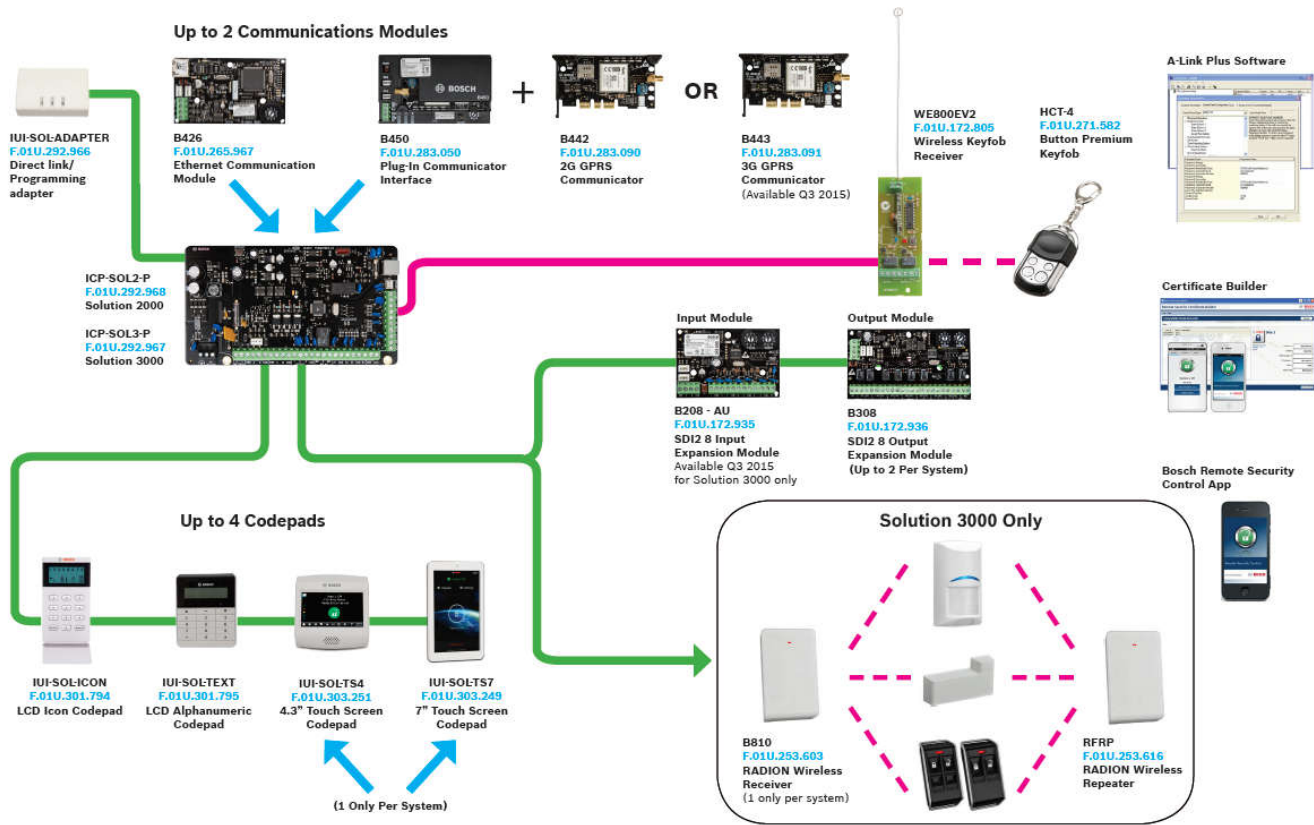 Up to 2 Communications Modules
IUI-SOL-ADAPTER
F.01U.292.966
Direct link/
Programming
adapter
B426
F.01U.265.967
Ethernet Communication
Module
BOSCH
B450
B450
F.01U.283.050
Plug-In Communicator
Interface
+
B442
F.01U.283.090
2G GPRS
Communicator
OR
B443
F.01U.283.091
3G GPRS
Communicator
(Available Q3 2015)
WE800EV2
F.01U.172.805
Wireless Keyfob
Receiver
HCT-4
F.01U.271.582
Button Premium
Keyfob
A-Link Plus Software
ICP-SOL2-P
F.01U.292.968
Solution 2000
ICP-SOL3-P
F.01U.292.967
Solution 3000
Certificate Builder
Input Module
B208 - AU
F.01U.172.935
SDI2 8 Input
Expansion Module
Available Q3 2015
for Solution 3000 only
Output Module
B308
F.01U.172.936
SDI2 8 Output
Expansion Module
(Up to 2 Per System)
Bosch Remote Security
Control App
Up to 4 Codepads
IUI-SOL-ICON
F.01U.301.794
LCD Icon Codepad
IUI-SOL-TEXT
F.01U.301.795
LCD Alphanumeric
Codepad
IUI-SOL-TS4
F.01U.303.251
4.3" Touch Screen
Codepad
IUI-SOL-TS7
F.01U.303.249
7" Touch Screen
Codepad
(1 Only Per System)
Solution 3000 Only
B810
F.01U.253.603
RADION Wireless
Receiver
(1 only per system)
RFRP
F.01U.253.616
RADION Wireless
Repeater